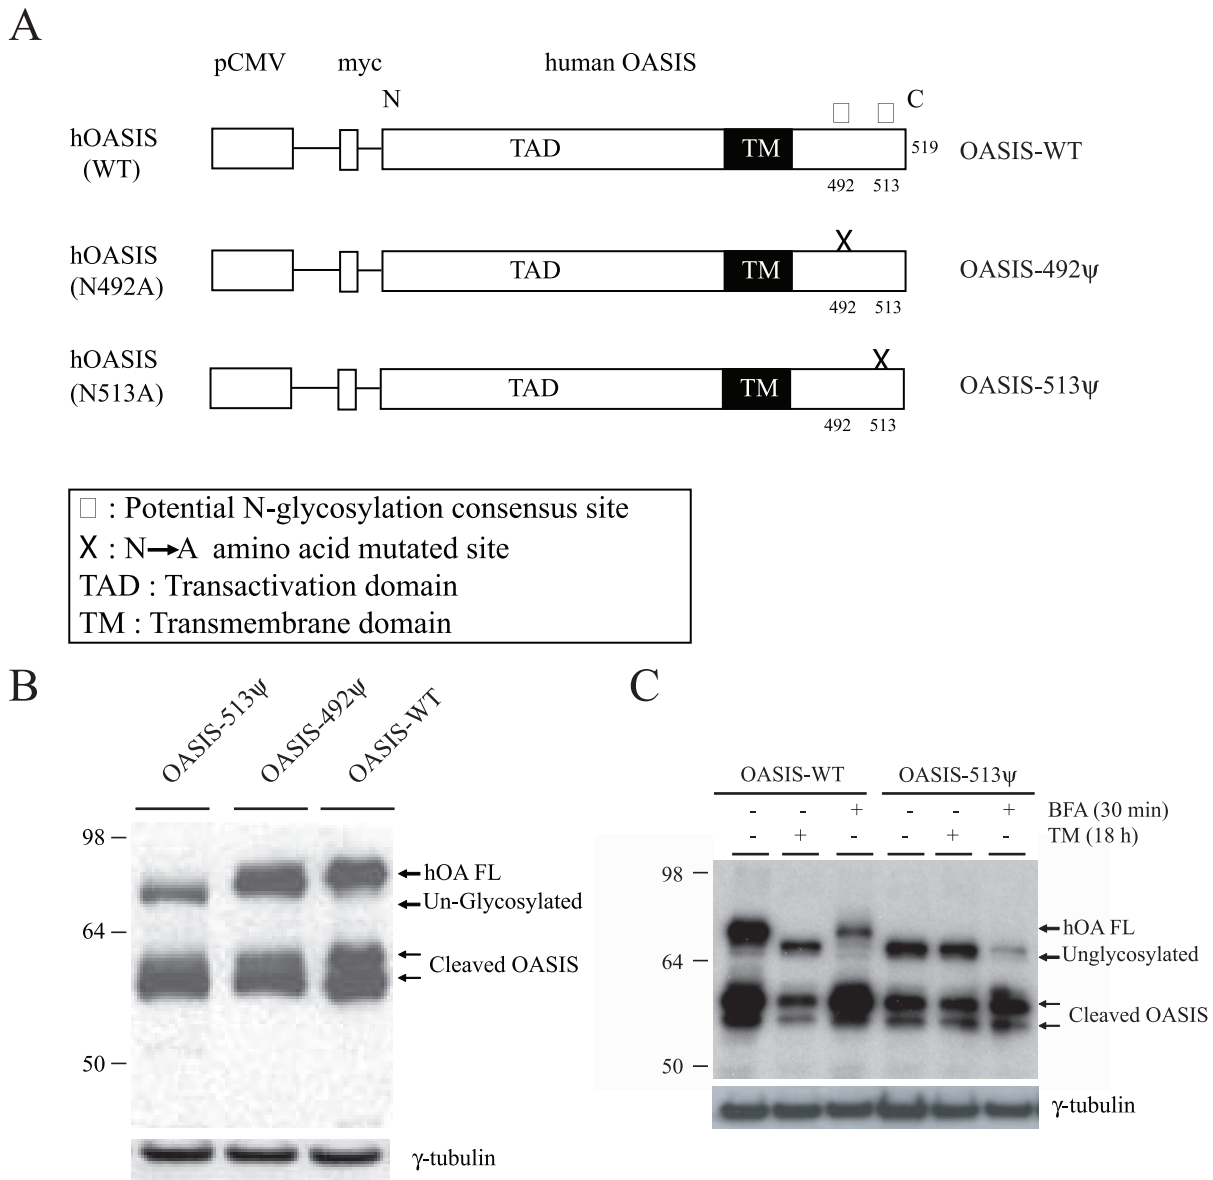 A
pCMV myc human OASIS
N C
hOASIS
(WT)
TAD TM 519 OASIS-WT
492 513
hOASIS
(N492A)
X
TAD TM OASIS-492ψ
492 513
hOASIS
(N513A)
X
TAD TM OASIS-513ψ
492 513
□ : Potential N-glycosylation consensus site
X : N→A amino acid mutated site
TAD : Transactivation domain
TM : Transmembrane domain
B
OASIS-513ψ
OASIS-492ψ
OASIS-WT
98
hOA FL
Un-Glycosylated
64
Cleaved OASIS
50
γ-tubulin
C
OASIS-WT OASIS-513ψ
- - + - - + BFA (30 min)
- + - - + - TM (18 h)
98
hOA FL
Unglycosylated
64
Cleaved OASIS
50
γ-tubulin